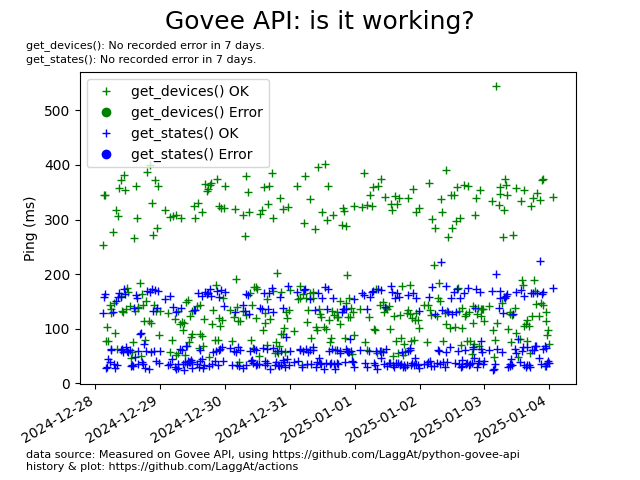 Govee API: is it working?
get_devices(): No recorded error in 7 days.
get_states(): No recorded error in 7 days.
get_devices() OK
get_devices() Error
get_states() OK
get_states() Error
Ping (ms)
500
400
300
200
100
0
2024-12-28
2024-12-29
2024-12-30
2024-12-31
2025-01-01
2025-01-02
2025-01-03
2025-01-04
data source: Measured on Govee API, using https://github.com/LaggAt/python-govee-api
history & plot: https://github.com/LaggAt/actions